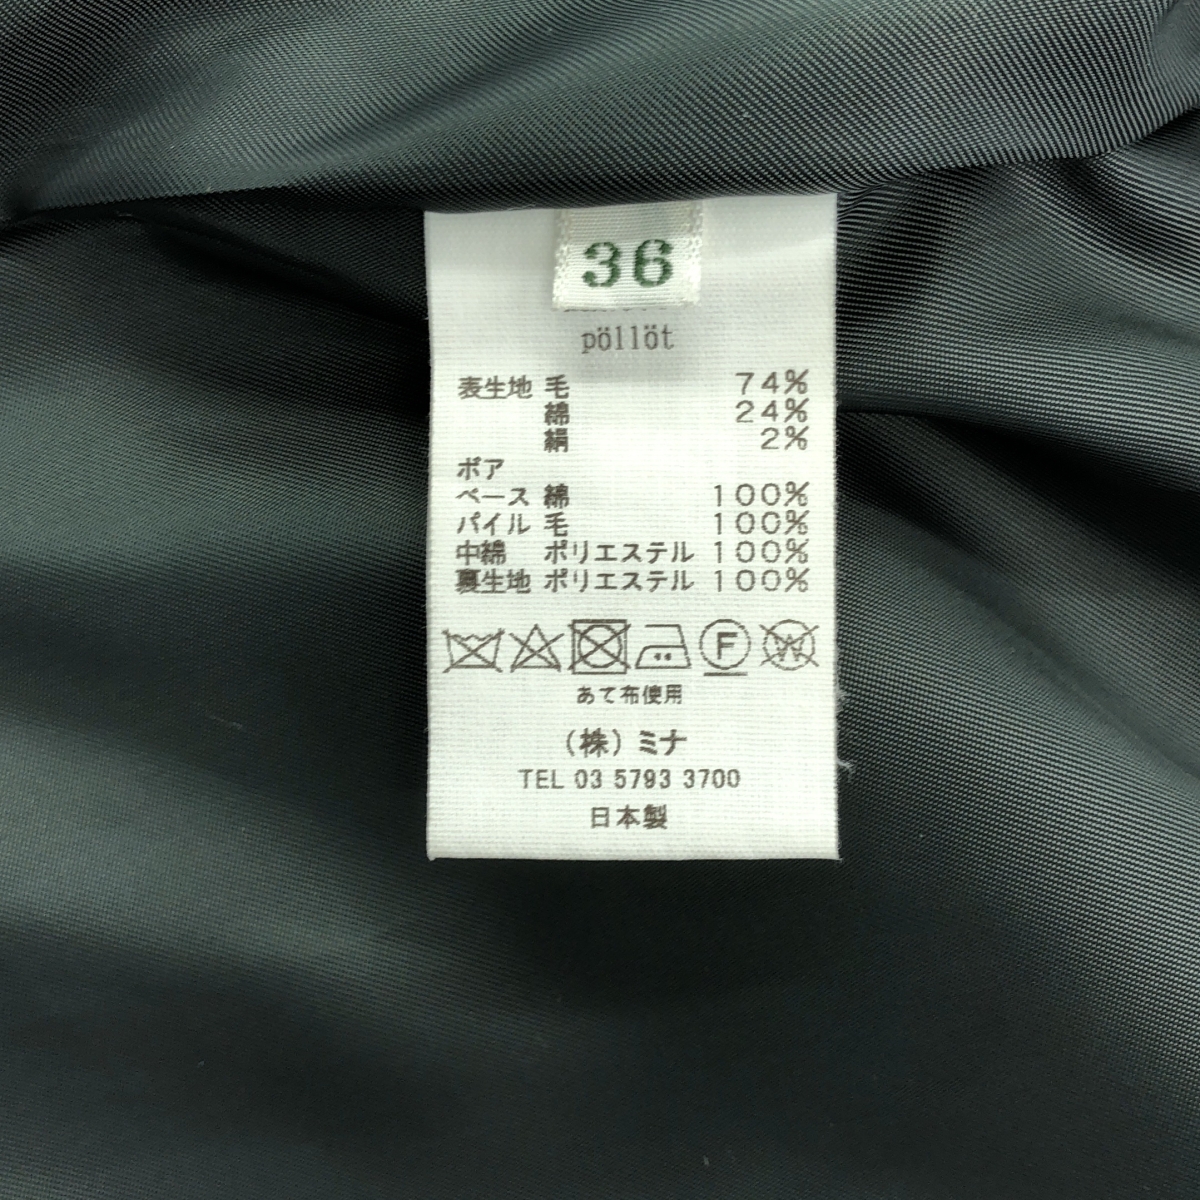 36
pöllöt
表生地 毛 74%
綿 24%
絹 2%
ボア
ベース 綿 100%
パイル 毛 100%
中綿 ポリエステル 100%
裏生地 ポリエステル 100%
F W
あて布使用
(株)ミナ
TEL 03 5793 3700
日本製